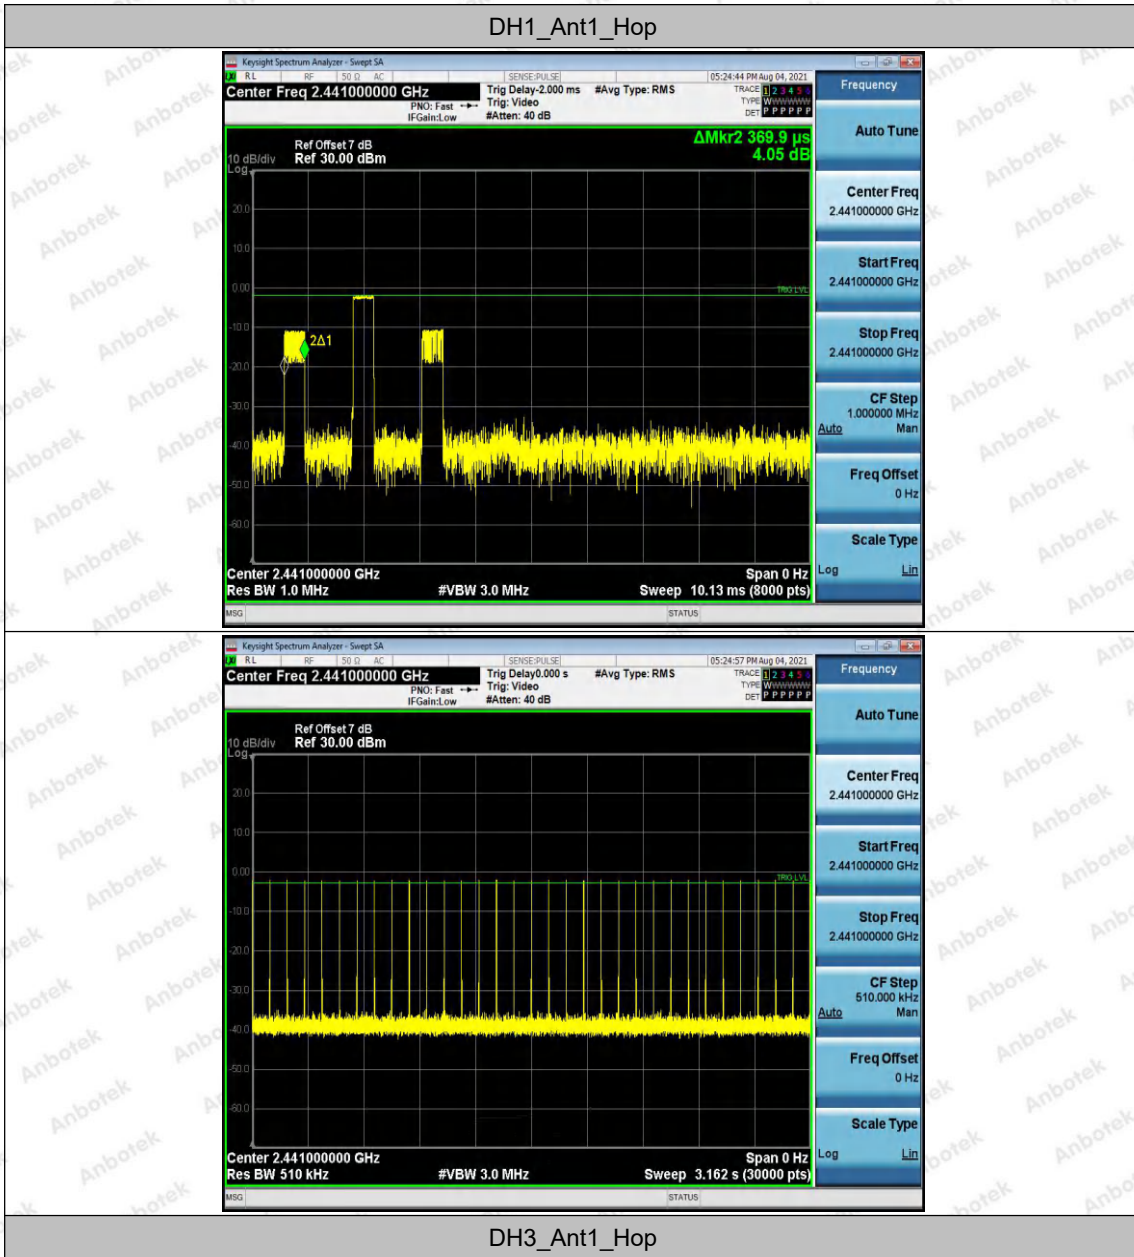 DH1_Ant1_Hop
Keysight Spectrum Analyzer - Swept SA
RL RF 50 Ω AC SENSE:PULSE 05:24:44 PM Aug 04, 2021
Center Freq 2.441000000 GHz Trig Delay-2.000 ms #Avg Type: RMS TRACE 1 2 3 4 5 6
PNO: Fast Trig: Video TYPE WWWWWW
IFGain:Low #Atten: 40 dB DET P P P P P P
Frequency
Auto Tune
Center Freq
2.441000000 GHz
Start Freq
2.441000000 GHz
Stop Freq
2.441000000 GHz
CF Step
1.000000 MHz
Auto Man
Freq Offset
0 Hz
Scale Type
Log Lin
ΔMkr2 369.9 µs
4.05 dB
Ref Offset 7 dB
10 dB/div Ref 30.00 dBm
Log
20.0
10.0
0.00
TRIG LVL
-10.0
2Δ1
-20.0
-30.0
-40.0
-50.0
-60.0
Center 2.441000000 GHz Span 0 Hz
Res BW 1.0 MHz #VBW 3.0 MHz Sweep 10.13 ms (8000 pts)
MSG STATUS
Keysight Spectrum Analyzer - Swept SA
RL RF 50 Ω AC SENSE:PULSE 05:24:57 PM Aug 04, 2021
Center Freq 2.441000000 GHz Trig Delay0.000 s #Avg Type: RMS TRACE 1 2 3 4 5 6
PNO: Fast Trig: Video TYPE WWWWWW
IFGain:Low #Atten: 40 dB DET P P P P P P
Frequency
Auto Tune
Center Freq
2.441000000 GHz
Start Freq
2.441000000 GHz
Stop Freq
2.441000000 GHz
CF Step
510.000 kHz
Auto Man
Freq Offset
0 Hz
Scale Type
Log Lin
Ref Offset 7 dB
10 dB/div Ref 30.00 dBm
Log
20.0
10.0
0.00
TRIG LVL
-10.0
-20.0
-30.0
-40.0
-50.0
-60.0
Center 2.441000000 GHz Span 0 Hz
Res BW 510 kHz #VBW 3.0 MHz Sweep 3.162 s (30000 pts)
MSG STATUS
DH3_Ant1_Hop
Anbotek